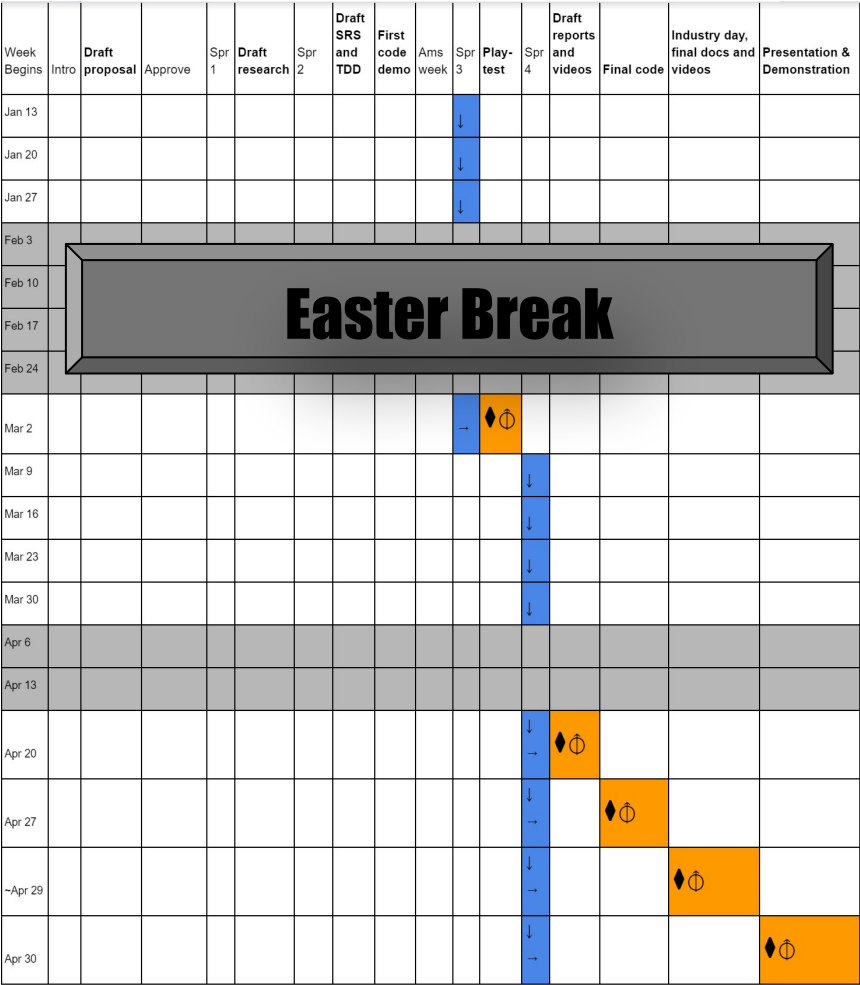 Week Begins Intro Draft proposal Approve Spr 1 Draft research Spr 2 Draft SRS and TDD First code demo Ams week Spr 3 Play-test Spr 4 Draft reports and videos Final code Industry day, final docs and videos Presentation & Demonstration
Jan 13 ↓
Jan 20 ↓
Jan 27 ↓
Feb 3
Feb 10
Easter Break
Feb 17
Feb 24
Mar 2 → ⧫ ⏂
Mar 9 ↓
Mar 16 ↓
Mar 23 ↓
Mar 30 ↓
Apr 6
Apr 13
Apr 20 ↓ → ⧫ ⏂
Apr 27 ↓ → ⧫ ⏂
~Apr 29 ↓ → ⧫ ⏂
Apr 30 ↓ → ⧫ ⏂